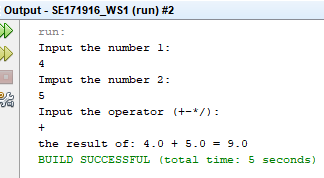 Output - SE171916_WS1 (run) #2
run:
Input the number 1:
4
Imput number 2:
5
Input the operator (+-*/):
+
the result of: 4.0 + 5.0 = 9.0
BUILD SUCCESSFUL (total time: 5 seconds)